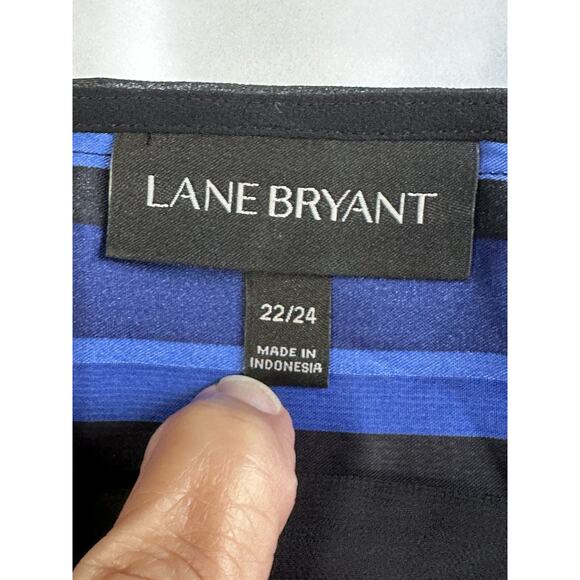 LANE BRYANT
22/24
MADE IN
INDONESIA